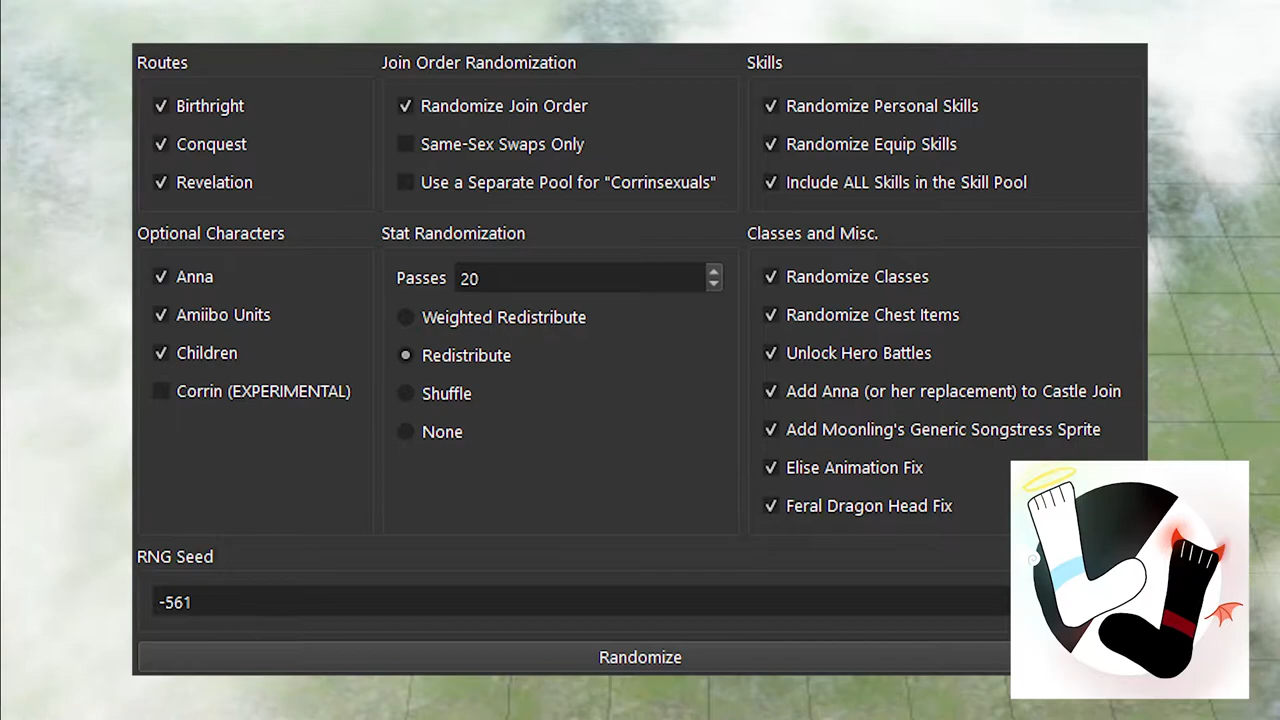 Routes
Birthright
Conquest
Revelation
Join Order Randomization
Randomize Join Order
Same-Sex Swaps Only
Use a Separate Pool for "Corrinsexuals"
Skills
Randomize Personal Skills
Randomize Equip Skills
Include ALL Skills in the Skill Pool
Optional Characters
Anna
Amiibo Units
Children
Corrin (EXPERIMENTAL)
Stat Randomization
Passes 20
Weighted Redistribute
Redistribute
Shuffle
None
Classes and Misc.
Randomize Classes
Randomize Chest Items
Unlock Hero Battles
Add Anna (or her replacement) to Castle Join
Add Moonling's Generic Songstress Sprite
Elise Animation Fix
Feral Dragon Head Fix
RNG Seed
-561
Randomize